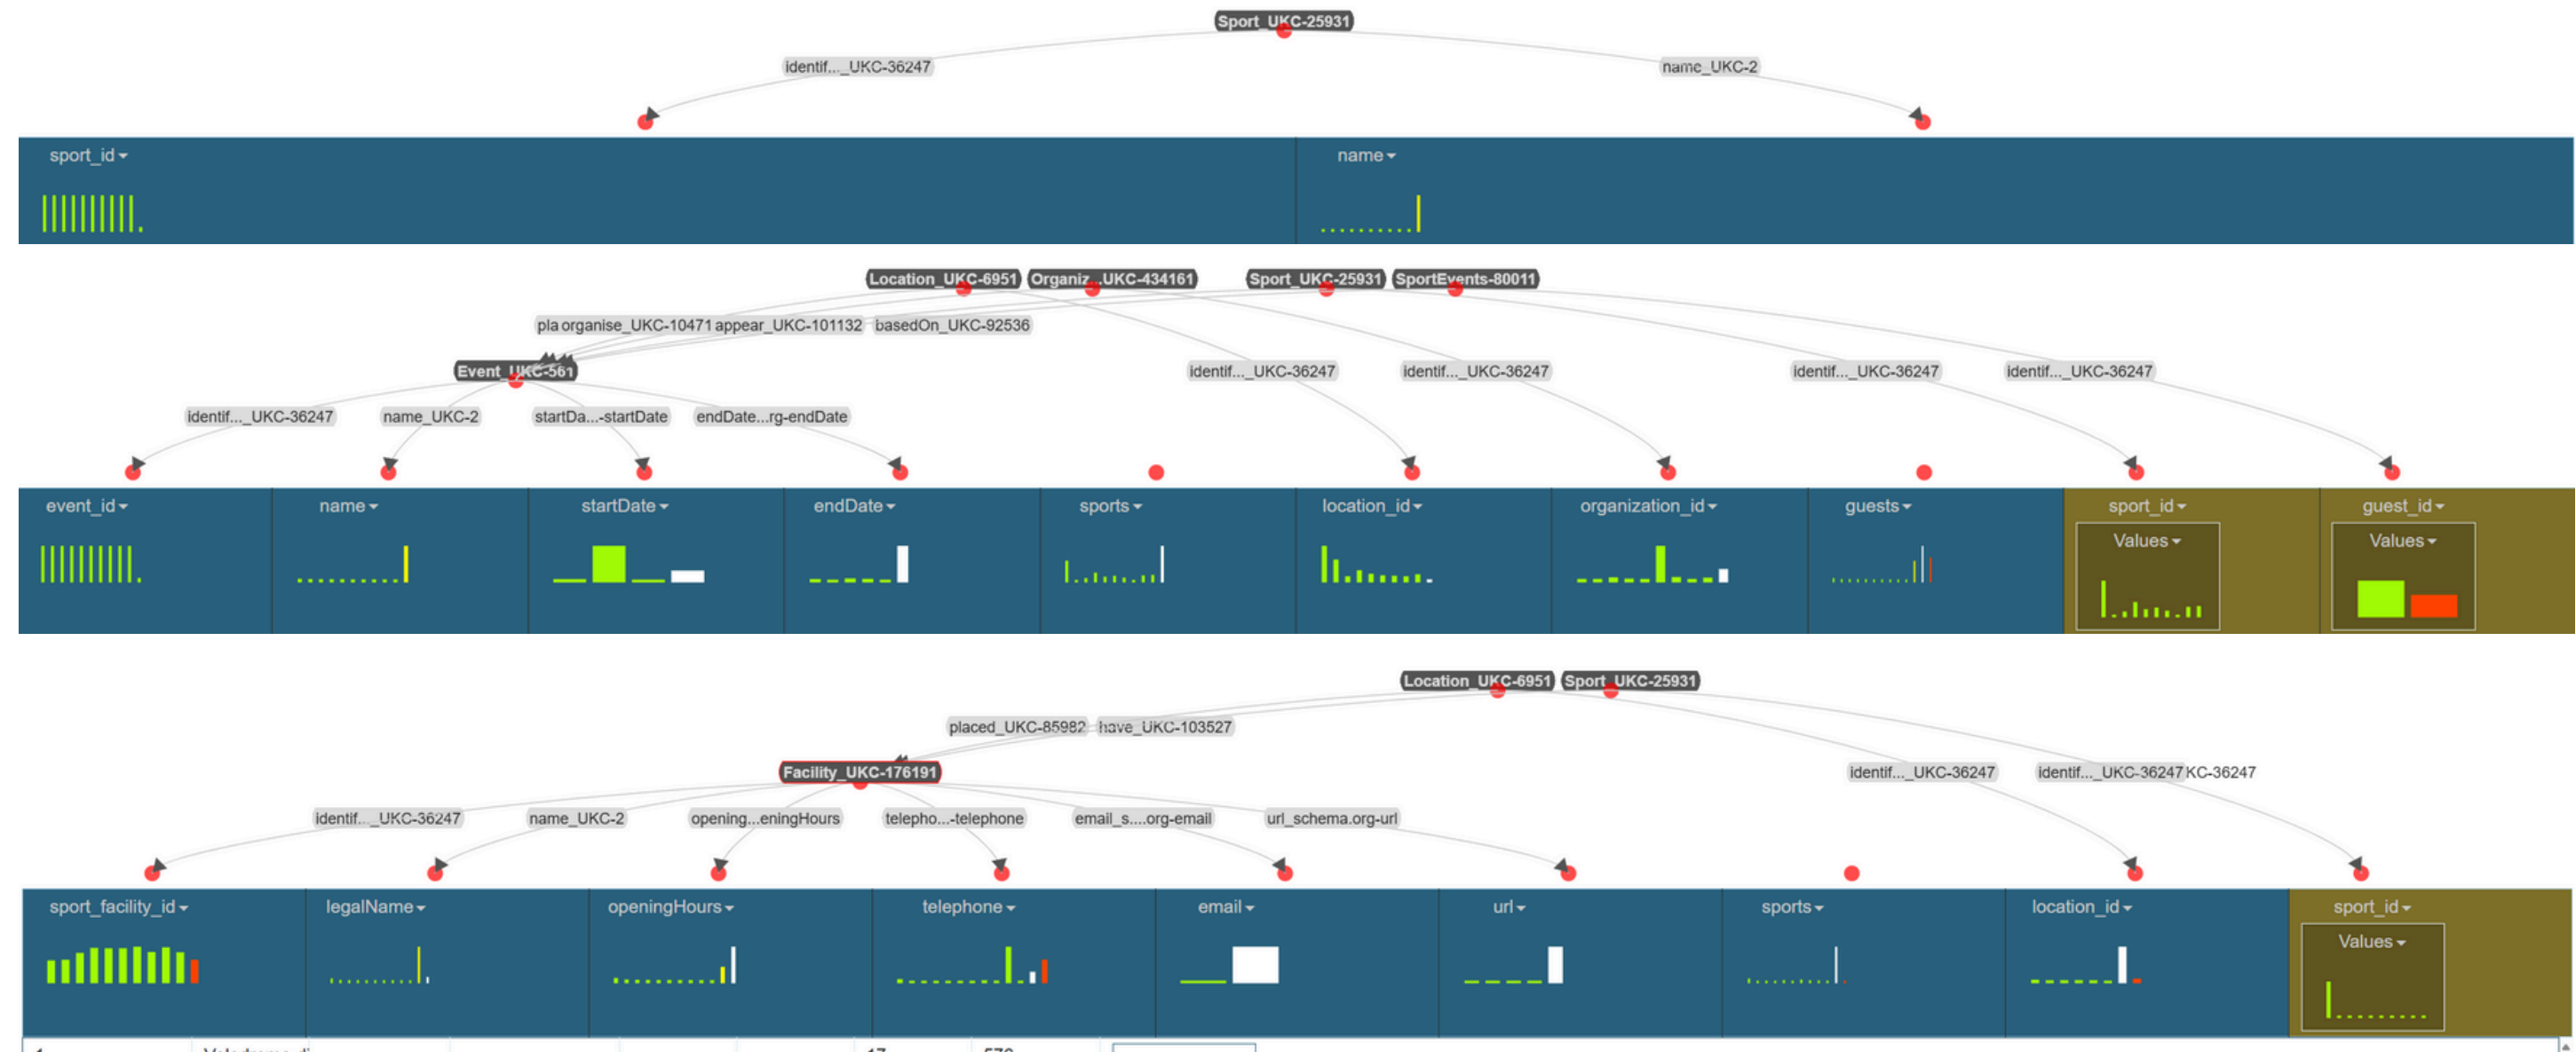 Sport_UKC-25931
identif..._UKC-36247 name_UKC-2
sport_id name
Location_UKC-6951 Organiz...UKC-434161 Sport_UKC-25931 SportEvents-80011
pla organise_UKC-10471 appear_UKC-101132 basedOn_UKC-92536
Event_UKC-561 identif..._UKC-36247 identif..._UKC-36247 identif..._UKC-36247 identif..._UKC-36247
identif..._UKC-36247 name_UKC-2 startDa...-startDate endDate...rg-endDate
event_id name startDate endDate sports location_id organization_id guests sport_id guest_id
Values Values
Location_UKC-6951 Sport_UKC-25931
placed_UKC-85982 have_UKC-103527
Facility_UKC-176191 identif..._UKC-36247 identif..._UKC-36247 KC-36247
identif..._UKC-36247 name_UKC-2 opening...eningHours telepho...-telephone email_s....org-email url_schema.org-url
sport_facility_id legalName openingHours telephone email url sports location_id sport_id
Values